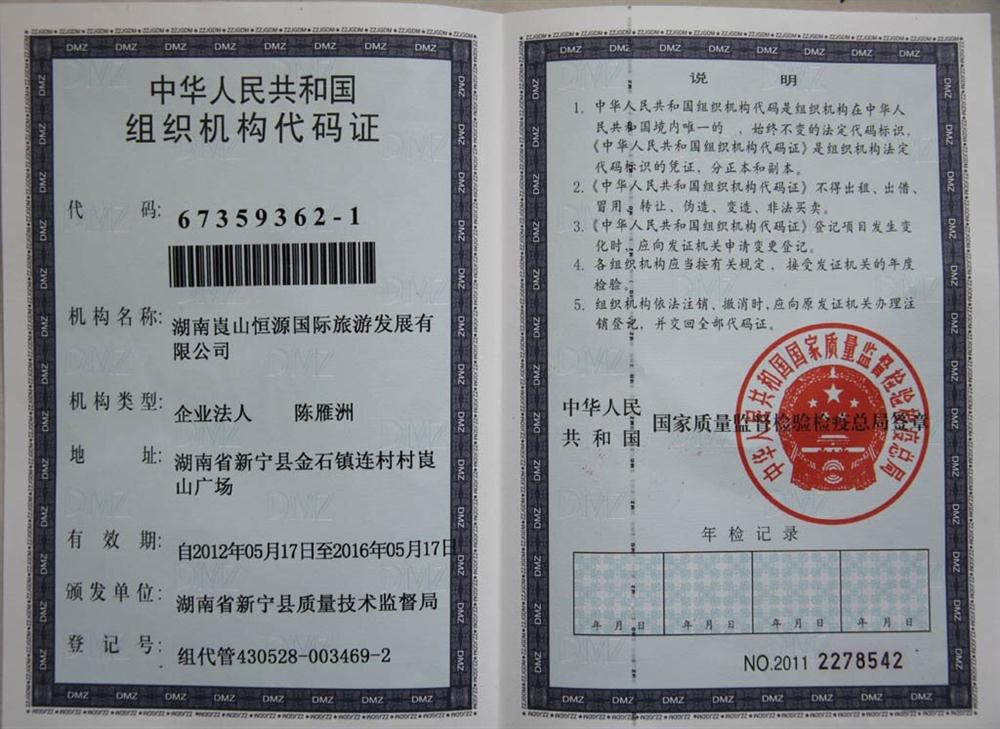 中华人民共和国
组织机构代码证
代 码: 67359362-1
机构名称: 湖南崀山恒源国际旅游发展有
限公司
机构类型: 企业法人 陈雁洲
地 址: 湖南省新宁县金石镇连村村崀
山广场
有 效 期: 自2012年05月17日至2016年05月17日
颁发单位: 湖南省新宁县质量技术监督局
登 记 号: 组代管430528-003469-2
说 明
1. 中华人民共和国组织机构代码是组织机构在中华人
民共和国境内唯一的 、始终不变的法定代码标识，
《中华人民共和国组织机构代码证》是组织机构法定
代码标识的凭证，分正本和副本。
2.《中华人民共和国组织机构代码证》不得出租、出借、
冒用、转让、伪造、变造、非法买卖。
3.《中华人民共和国组织机构代码证》登记项目发生变
化时，应向发证机关申请变更登记。
4. 各组织机构应当按有关规定，接受发证机关的年度
检验。
5. 组织机构依法注销、撤消时，应向原发证机关办理注
销登记，并交回全部代码证。
中华人民
共和国 国家质量监督检验检疫总局签章
中华人民共和国国家质量监督检验检疫总局
年检记录
年 月 日 年 月 日 年 月 日 年 月 日
NO.2011 2278542